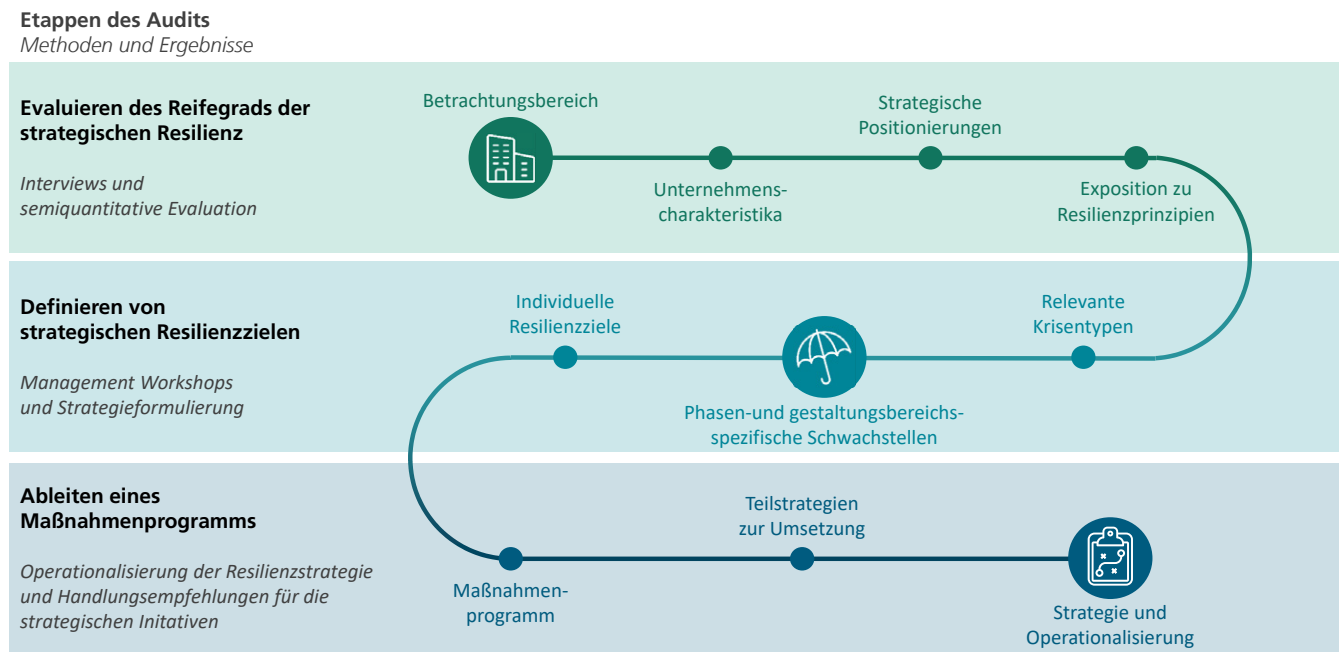 Etappen des Audits
Methoden und Ergebnisse
Evaluieren des Reifegrads der
strategischen Resilienz
Interviews und
semiquantitative Evaluation
Betrachtungsbereich
Unternehmens-
charakteristika
Strategische
Positionierungen
Exposition zu
Resilienzprinzipien
Definieren von
strategischen Resilienzzielen
Management Workshops
und Strategieformulierung
Individuelle
Resilienzziele
Phasen-und gestaltungsbereichs-
spezifische Schwachstellen
Relevante
Krisentypen
Ableiten eines
Maßnahmenprogramms
Operationalisierung der Resilienzstrategie
und Handlungsempfehlungen für die
strategischen Initativen
Maßnahmen-
programm
Teilstrategien
zur Umsetzung
Strategie und
Operationalisierung